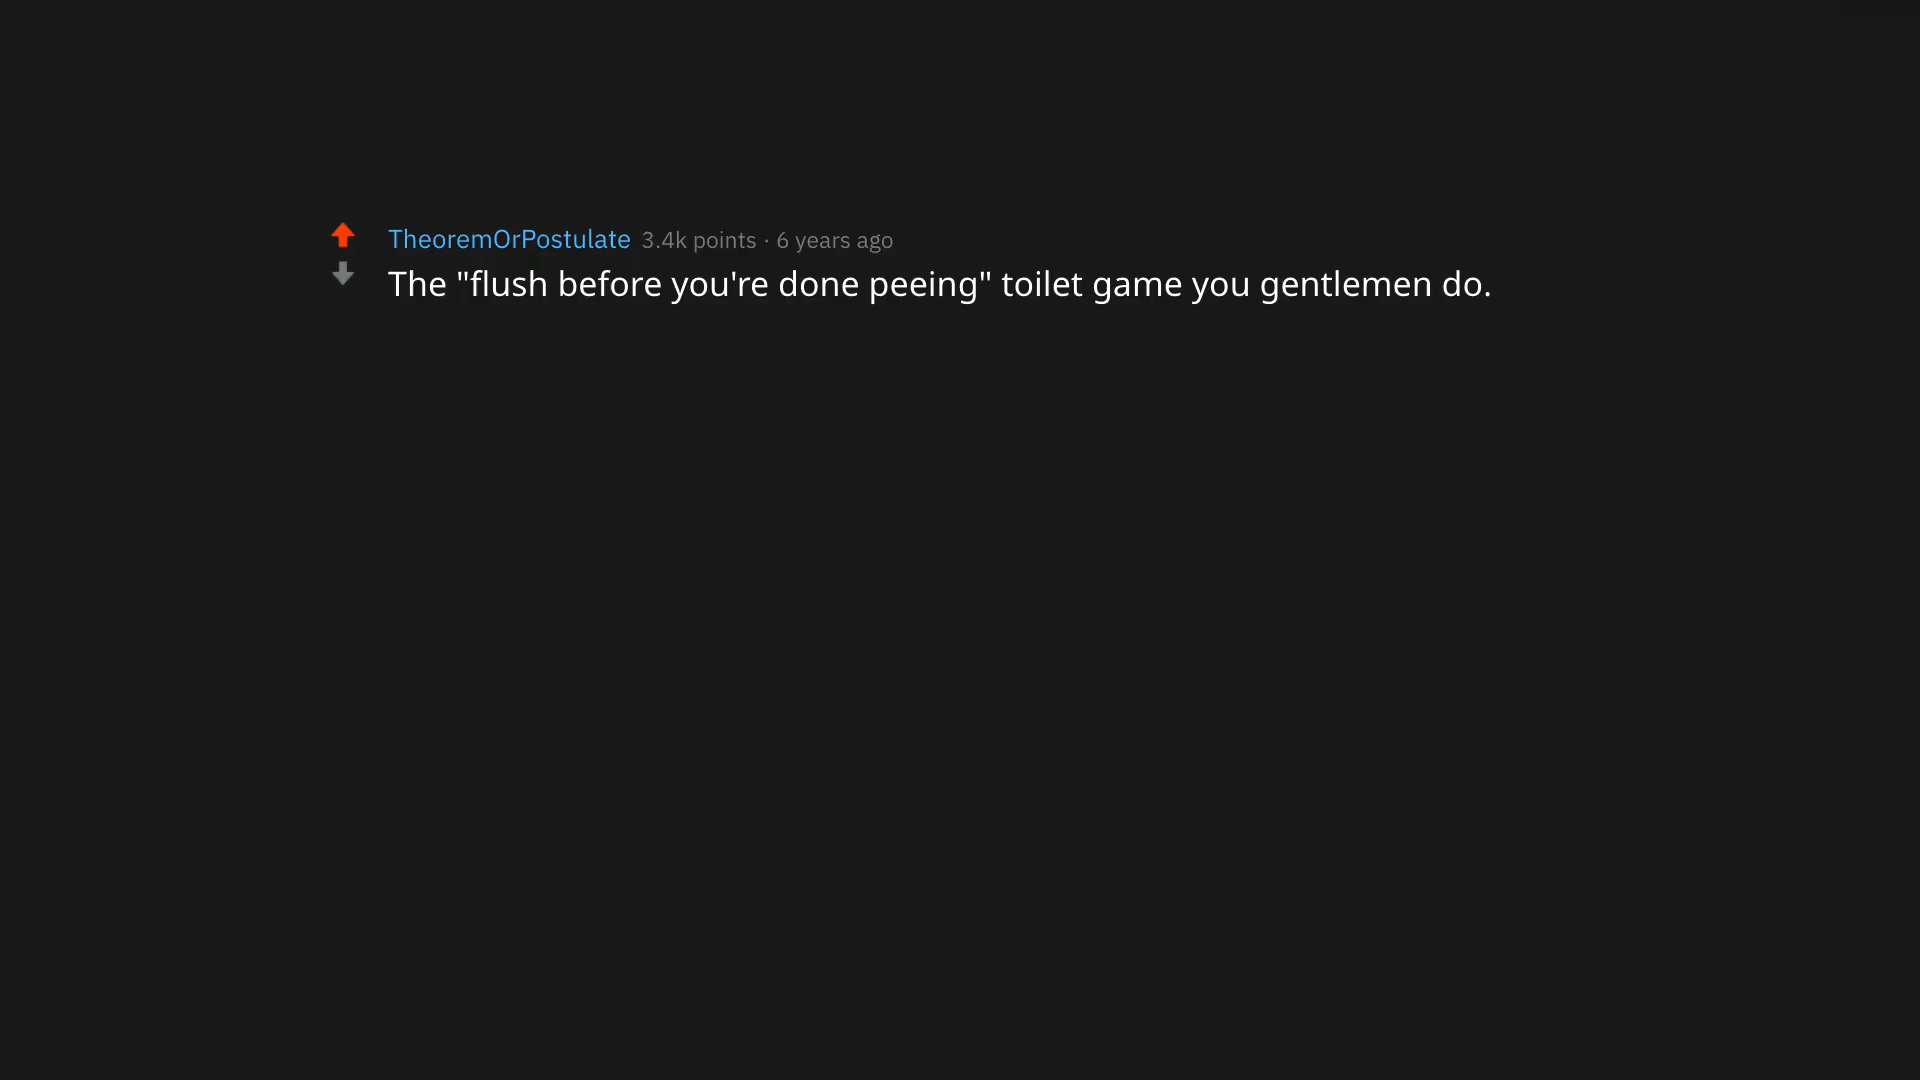 TheoremOrPostulate 3.4k points · 6 years ago
The "flush before you're done peeing" toilet game you gentlemen do.